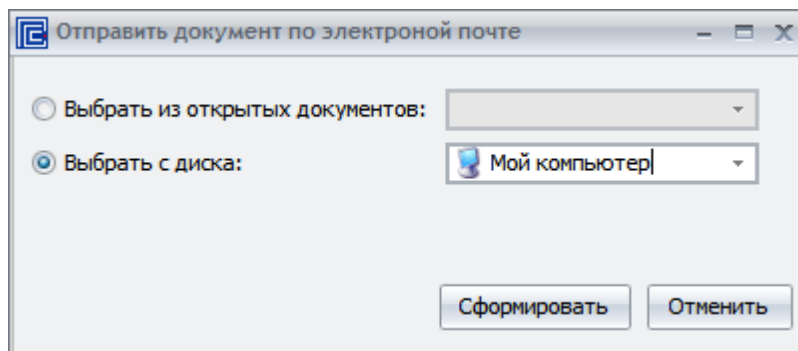 Отправить документ по электроной почте
Выбрать из открытых документов:
Выбрать с диска: Мой компьютер
Сформировать Отменить